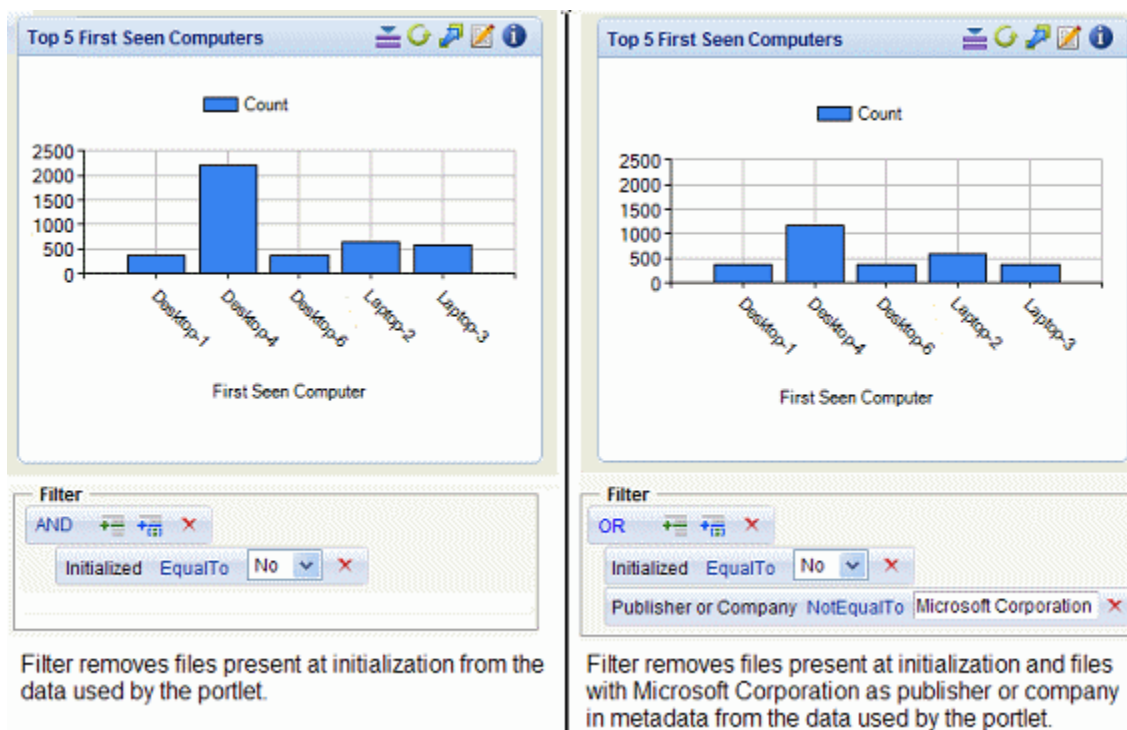 Top 5 First Seen Computers
Count
2500
2000
1500
1000
500
0
Desktop-1
Desktop-4
Desktop-6
Laptop-2
Laptop-3
First Seen Computer
Filter
AND
Initialized EqualTo No
Filter removes files present at initialization from the
data used by the portlet.
Top 5 First Seen Computers
Count
2500
2000
1500
1000
500
0
Desktop-1
Desktop-4
Desktop-6
Laptop-2
Laptop-3
First Seen Computer
Filter
OR
Initialized EqualTo No
Publisher or Company NotEqualTo Microsoft Corporation
Filter removes files present at initialization and files
with Microsoft Corporation as publisher or company
in metadata from the data used by the portlet.